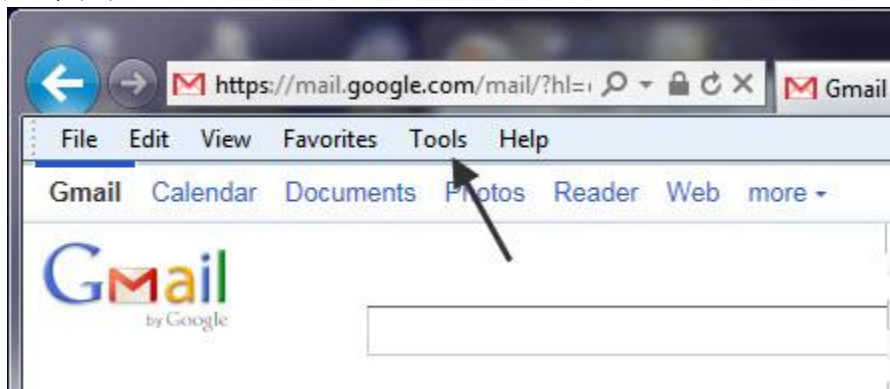 https://mail.google.com/mail/?hl= Gmail
File Edit View Favorites Tools Help
Gmail Calendar Documents Photos Reader Web more
Gmail
by Google